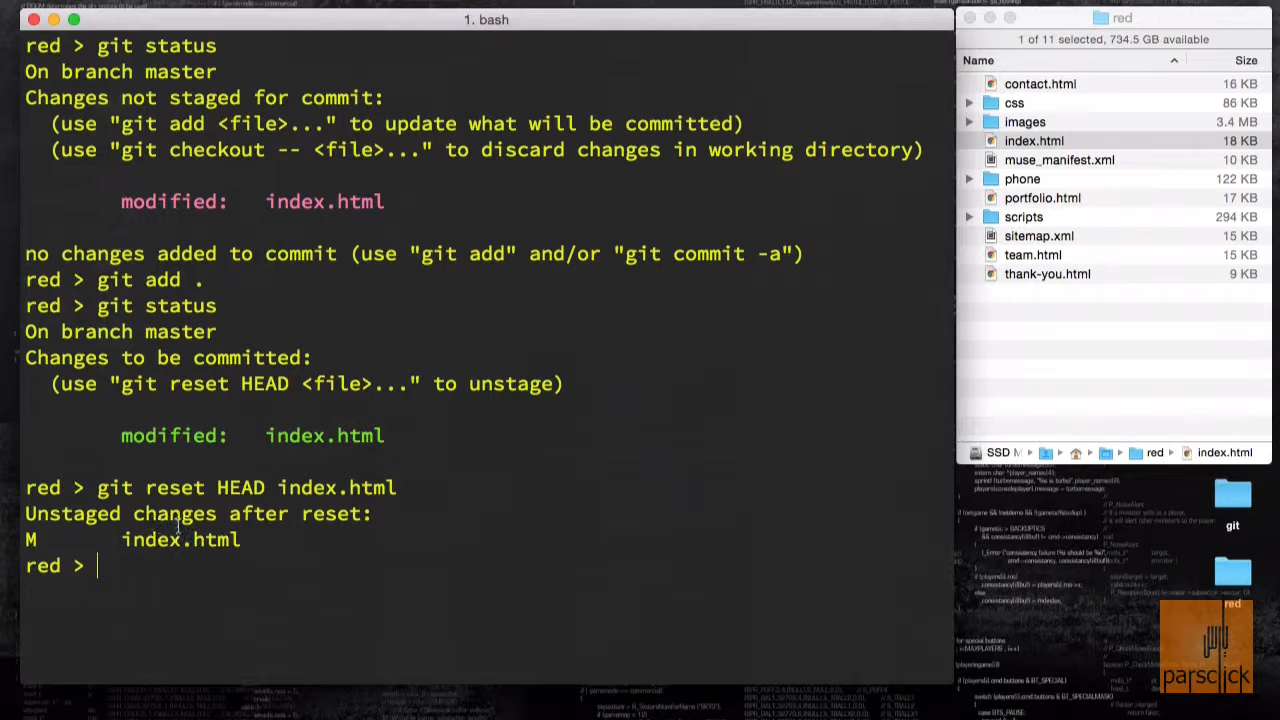 1. bash
red > git status
On branch master
Changes not staged for commit:
(use "git add <file>..." to update what will be committed)
(use "git checkout -- <file>..." to discard changes in working directory)
modified: index.html
no changes added to commit (use "git add" and/or "git commit -a")
red > git add .
red > git status
On branch master
Changes to be committed:
(use "git reset HEAD <file>..." to unstage)
modified: index.html
red > git reset HEAD index.html
Unstaged changes after reset:
M index.html
red >
red
1 of 11 selected, 734.5 GB available
Name Size
contact.html 16 KB
css 86 KB
images 3.4 MB
index.html 18 KB
muse_manifest.xml 10 KB
phone 122 KB
portfolio.html 17 KB
scripts 294 KB
sitemap.xml 15 KB
team.html 15 KB
thank-you.html 9 KB
SSD red index.html
git
red
parsclick